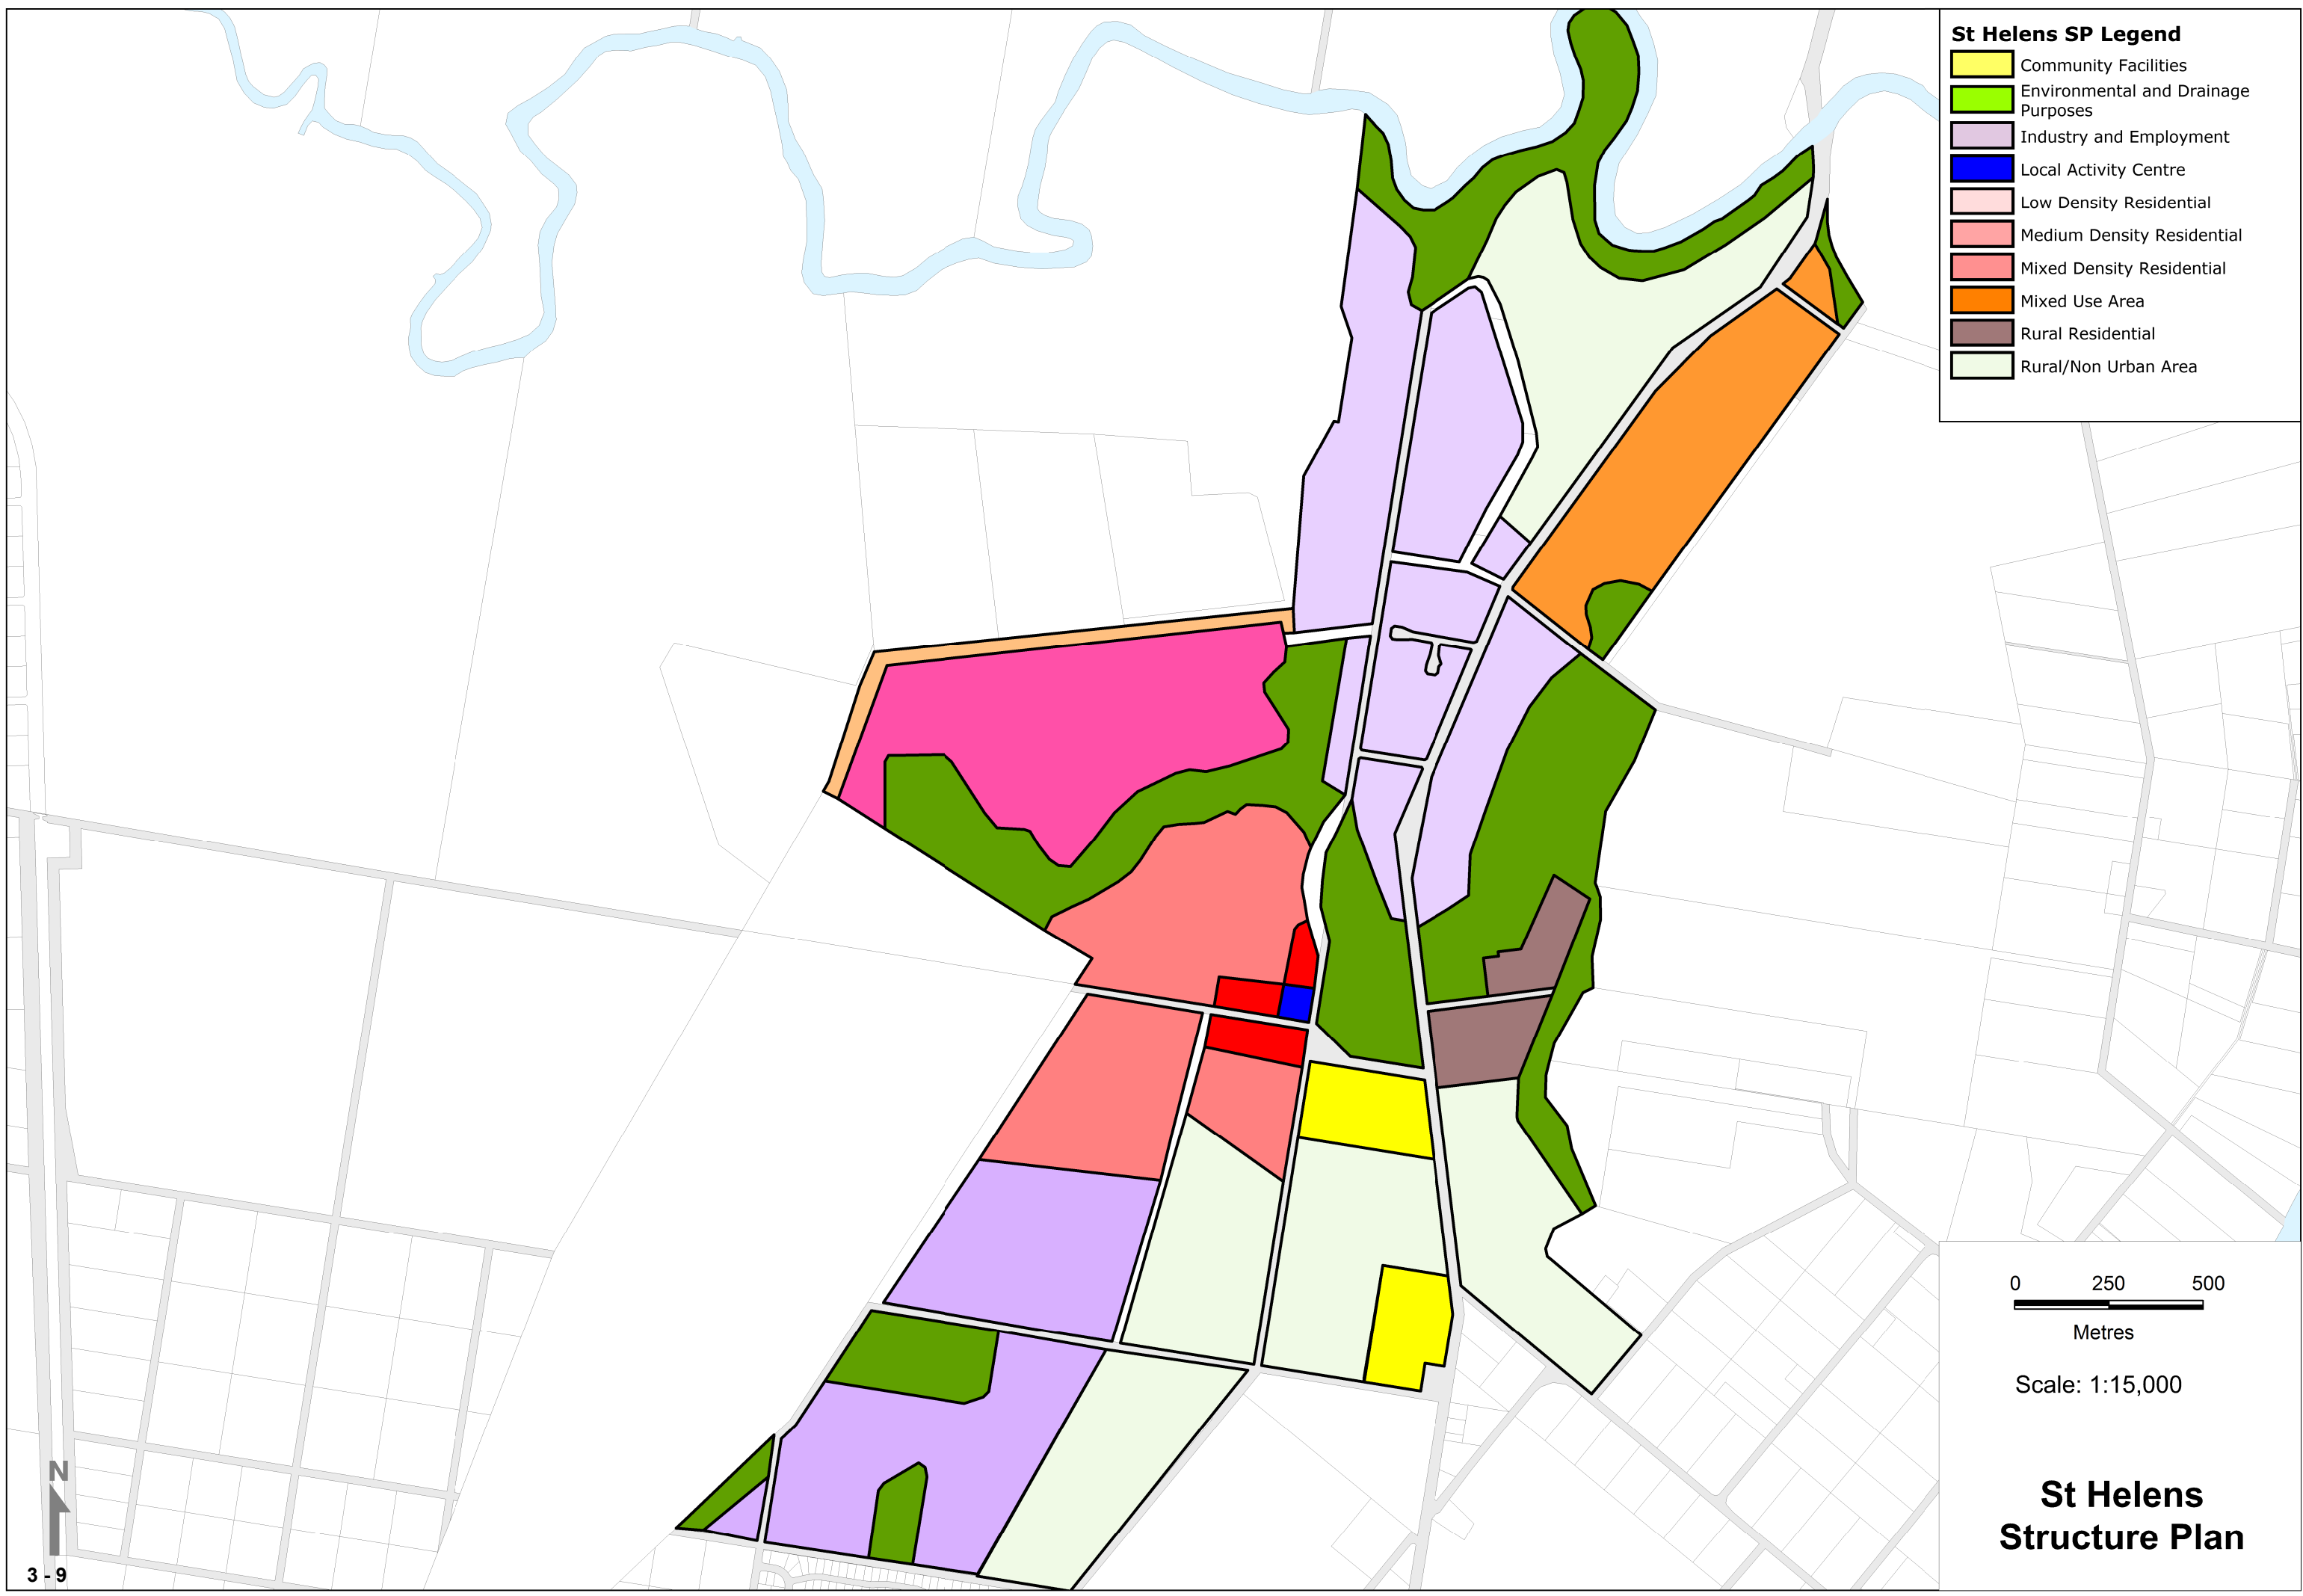 St Helens SP Legend
Community Facilities
Environmental and Drainage
Purposes
Industry and Employment
Local Activity Centre
Low Density Residential
Medium Density Residential
Mixed Density Residential
Mixed Use Area
Rural Residential
Rural/Non Urban Area
0 250 500
Metres
Scale: 1:15,000
St Helens
Structure Plan
N
3 - 9